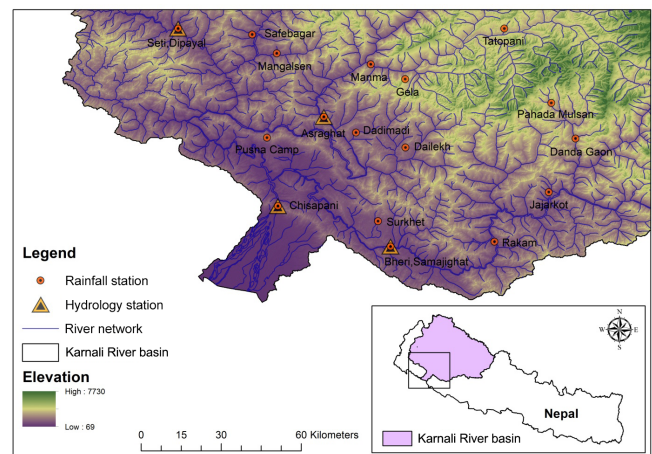 Seti,Dipayal
Safebagar
Tatopani
Mangalsen
Manma
Gela
Pahada Mulsan
Asraghat
Dadimadi
Pusna Camp
Dailekh
Danda Gaon
Jajarkot
Chisapani
Surkhet
Rakam
Bheri,Samajighat
Legend
Rainfall station
Hydrology station
River network
Karnali River basin
Elevation
High : 7730
Low : 69
0 15 30 60 Kilometers
N
W E
S
Nepal
Karnali River basin